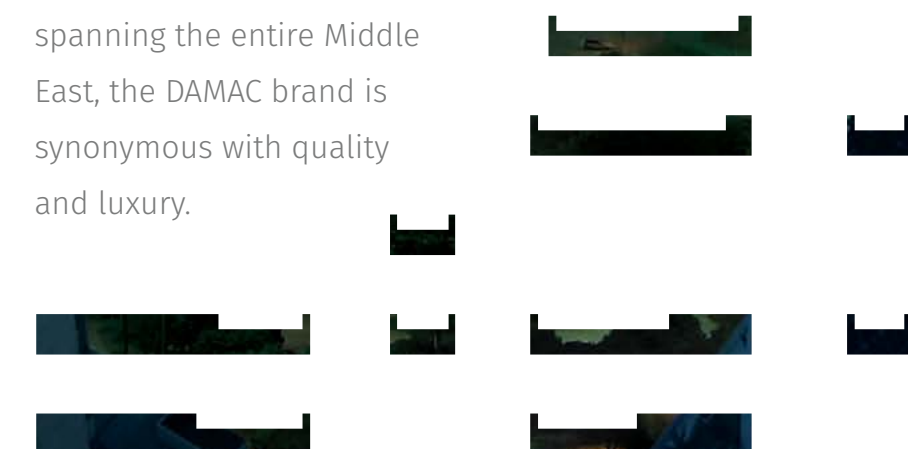 spanning the entire Middle
East, the DAMAC brand is
synonymous with quality
and luxury.